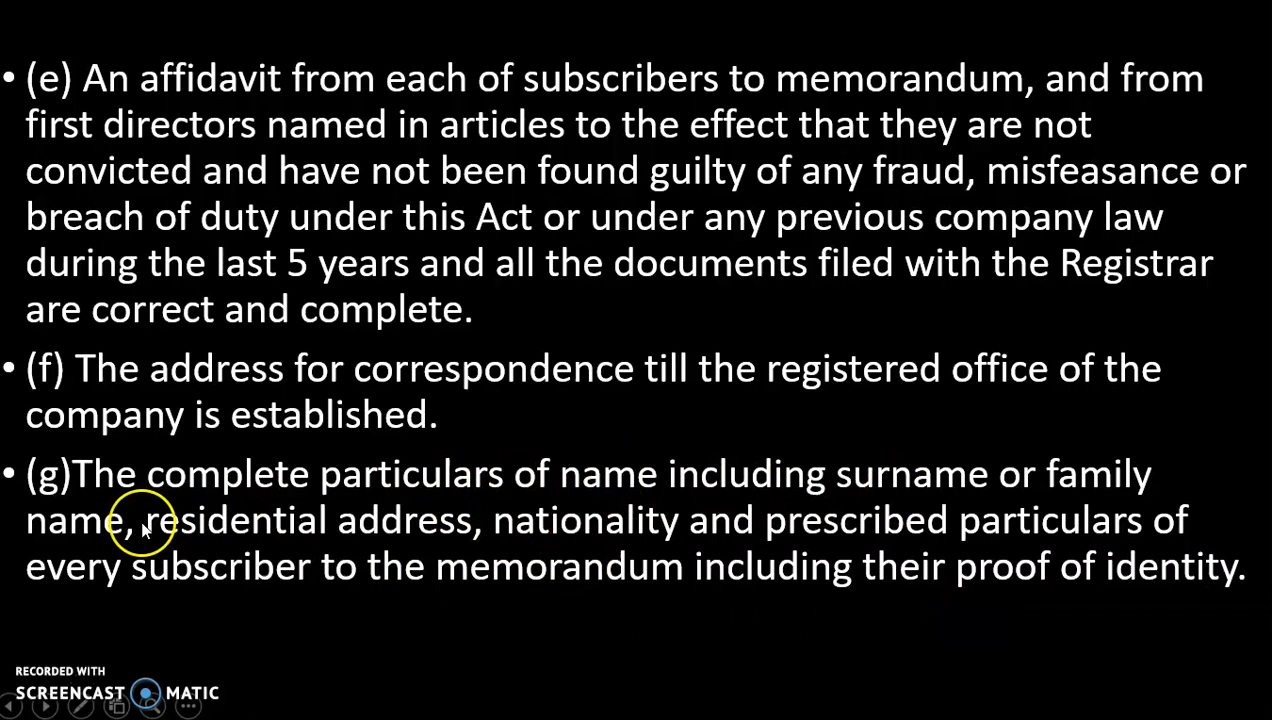 • (e) An affidavit from each of subscribers to memorandum, and from
first directors named in articles to the effect that they are not
convicted and have not been found guilty of any fraud, misfeasance or
breach of duty under this Act or under any previous company law
during the last 5 years and all the documents filed with the Registrar
are correct and complete.
• (f) The address for correspondence till the registered office of the
company is established.
• (g)The complete particulars of name including surname or family
name, residential address, nationality and prescribed particulars of
every subscriber to the memorandum including their proof of identity.
RECORDED WITH
SCREENCAST MATIC